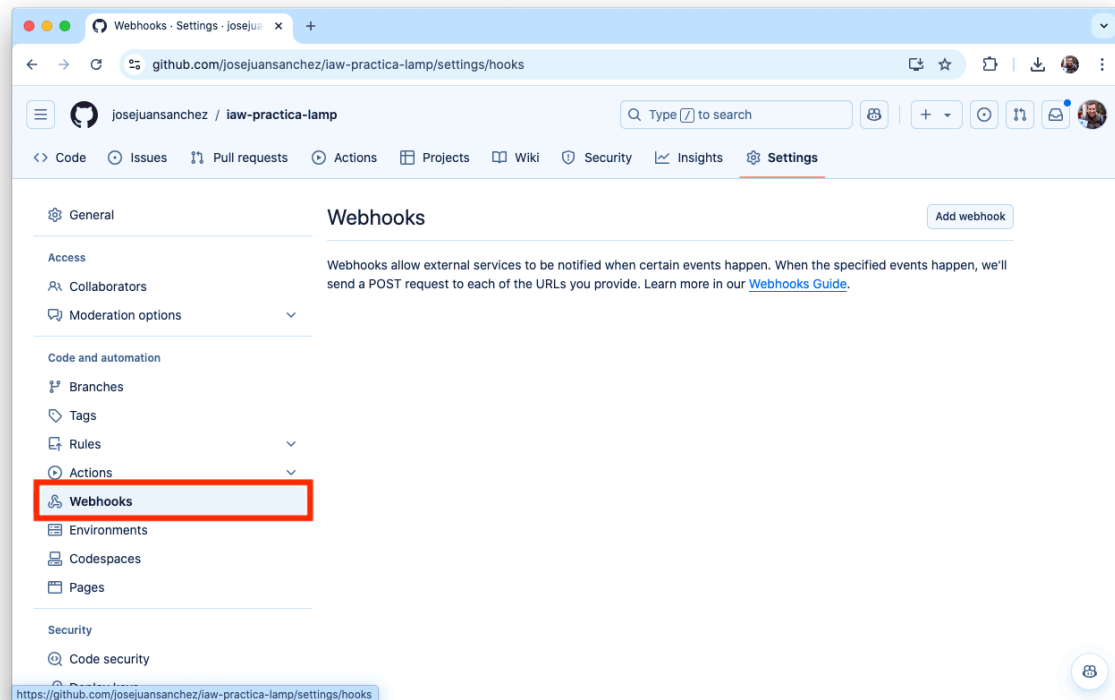 Webhooks · Settings · josejua
github.com/josejuansanchez/iaw-practica-lamp/settings/hooks
josejuansanchez / iaw-practica-lamp
Type / to search
Code Issues Pull requests Actions Projects Wiki Security Insights Settings
General
Access
Collaborators
Moderation options
Code and automation
Branches
Tags
Rules
Actions
Webhooks
Environments
Codespaces
Pages
Security
Code security
Deploy keys
Webhooks
Add webhook
Webhooks allow external services to be notified when certain events happen. When the specified events happen, we'll
send a POST request to each of the URLs you provide. Learn more in our Webhooks Guide.
https://github.com/josejuansanchez/iaw-practica-lamp/settings/hooks